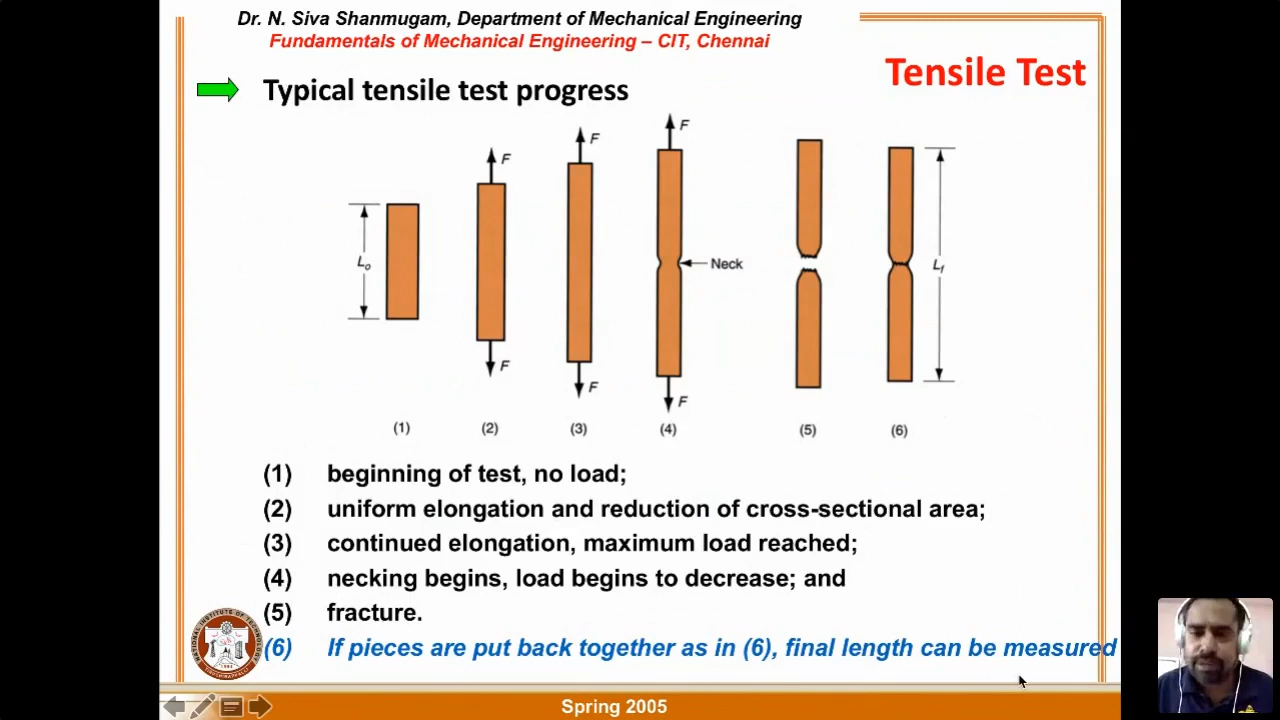 Dr. N. Siva Shanmugam, Department of Mechanical Engineering
Fundamentals of Mechanical Engineering – CIT, Chennai
Tensile Test
Typical tensile test progress
F
F
F
F
F
F
Lo
Neck
Lf
(1)
(2)
(3)
(4)
(5)
(6)
(1) beginning of test, no load;
(2) uniform elongation and reduction of cross-sectional area;
(3) continued elongation, maximum load reached;
(4) necking begins, load begins to decrease; and
(5) fracture.
(6) If pieces are put back together as in (6), final length can be measured
Spring 2005